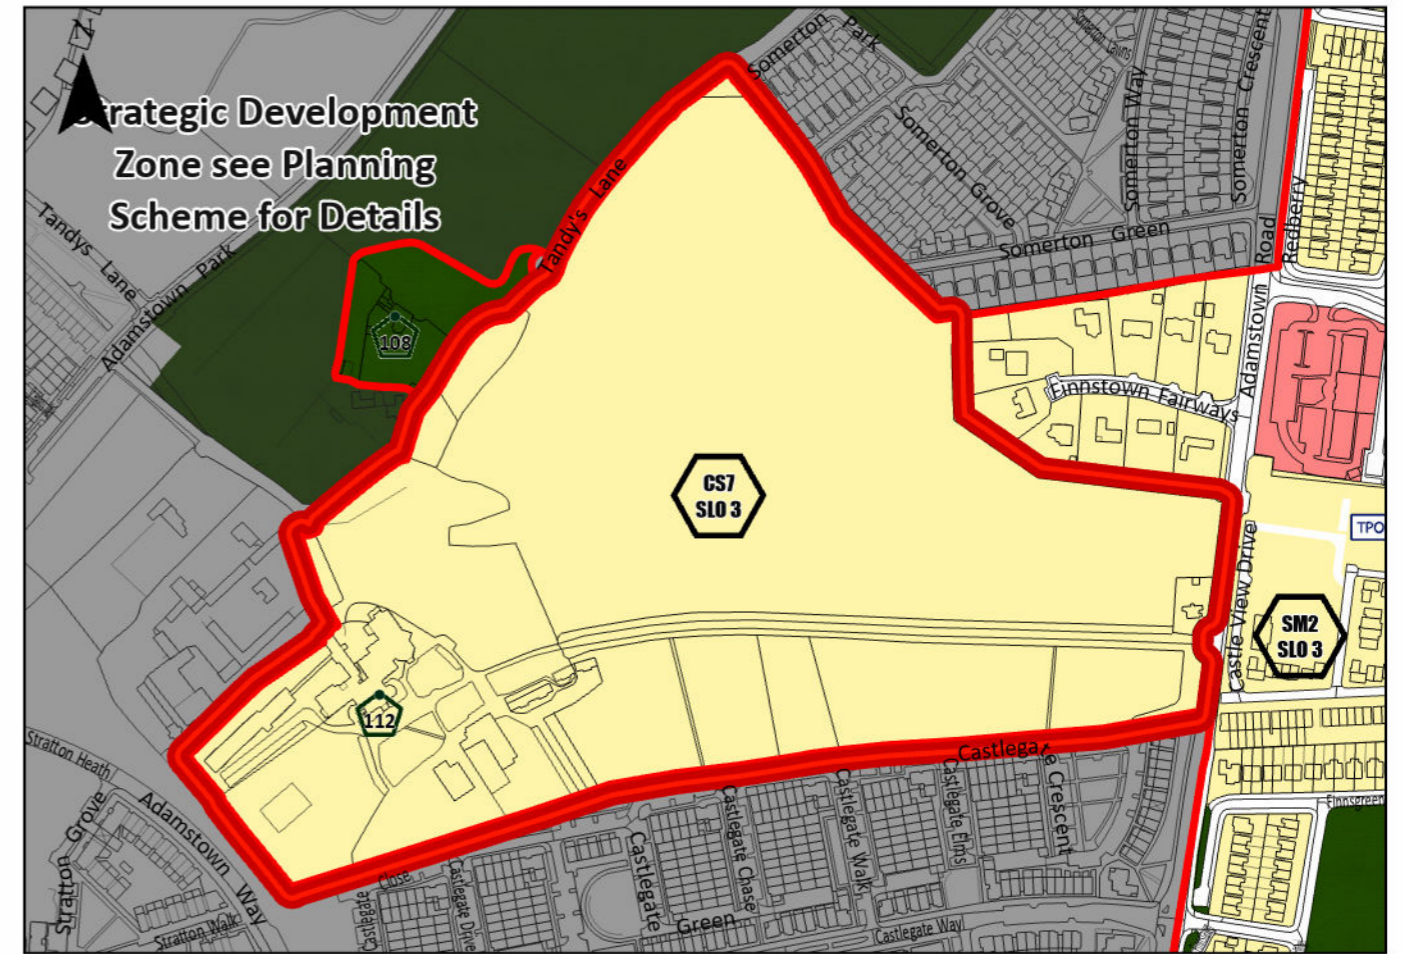 Z
Strategic Development
Zone see Planning
Scheme for Details
Somerton Park
Somerton Lawns
Somerton Way
Somerton Crescent
Somerton Grove
Somerton Green
Tandy's Lane
Tandys Lane
Adamstown Park
Adamstown Road
Redberry
108
Finnstown Fairways
CS7
SLO 3
TPO
Castle View Drive
SM2
SLO 3
112
Castlegate Crescent
Stratton Heath
Stratton Grove
Adamstown Way
Stratton Walk
Close
Castlegate
Castlegate Drive
Castlegate
Green
Castlegate Chase
Castlegate Walk
Castlegate Elms
Castlegate Way
Finnsgreen